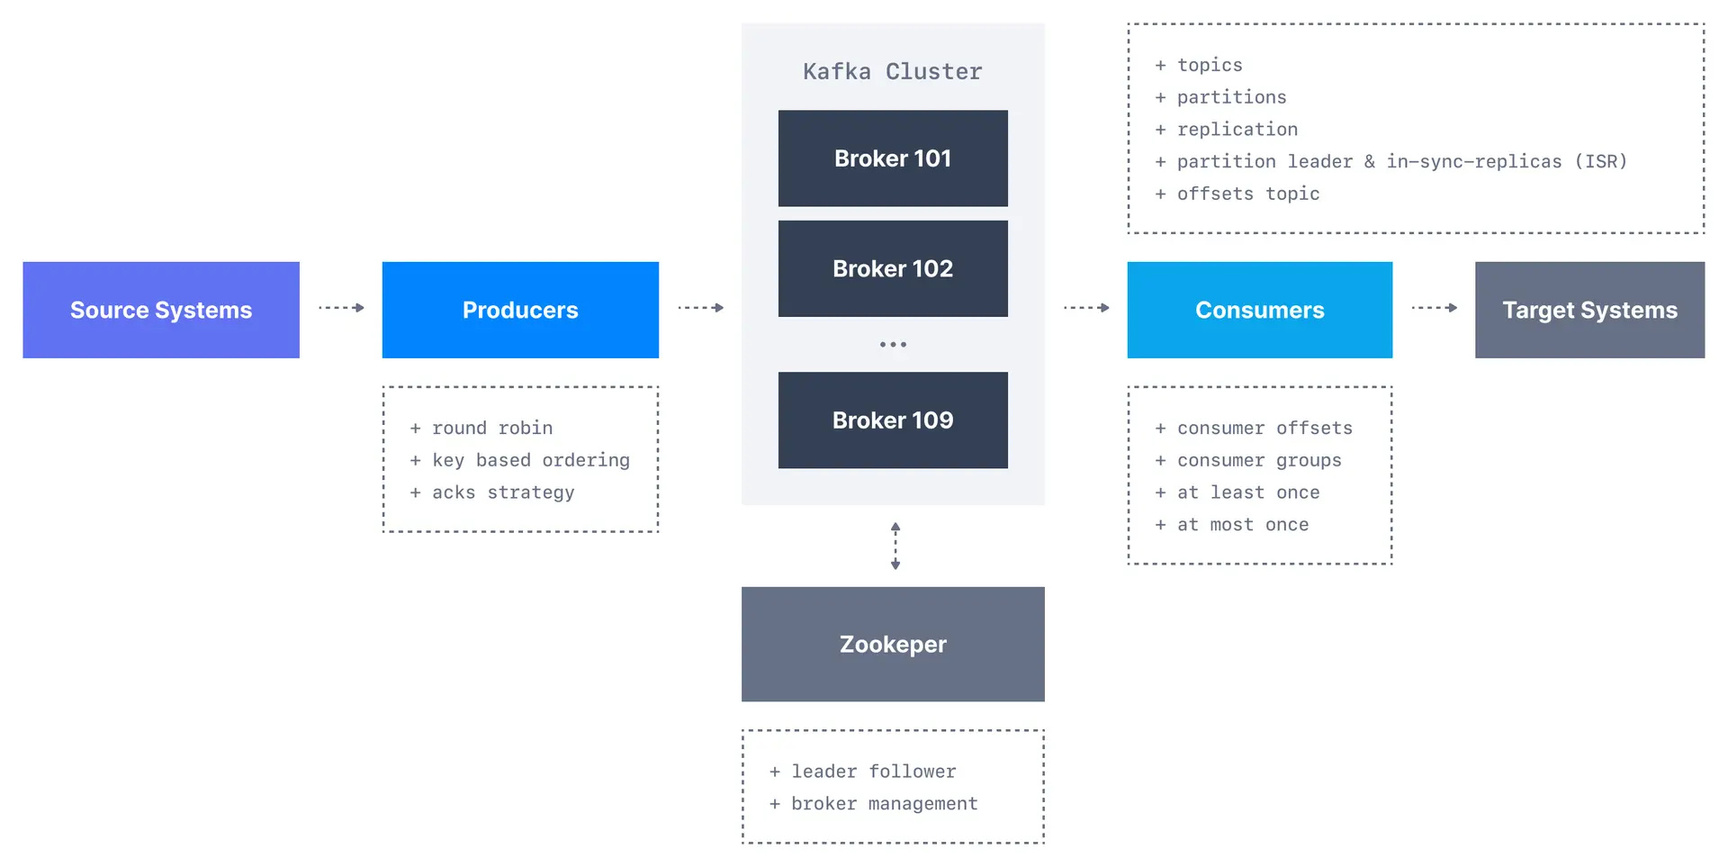 Kafka Cluster
Broker 101
Broker 102
...
Broker 109
+ topics
+ partitions
+ replication
+ partition leader & in-sync-replicas (ISR)
+ offsets topic
Source Systems
Producers
Consumers
Target Systems
+ round robin
+ key based ordering
+ acks strategy
+ consumer offsets
+ consumer groups
+ at least once
+ at most once
Zookeper
+ leader follower
+ broker management